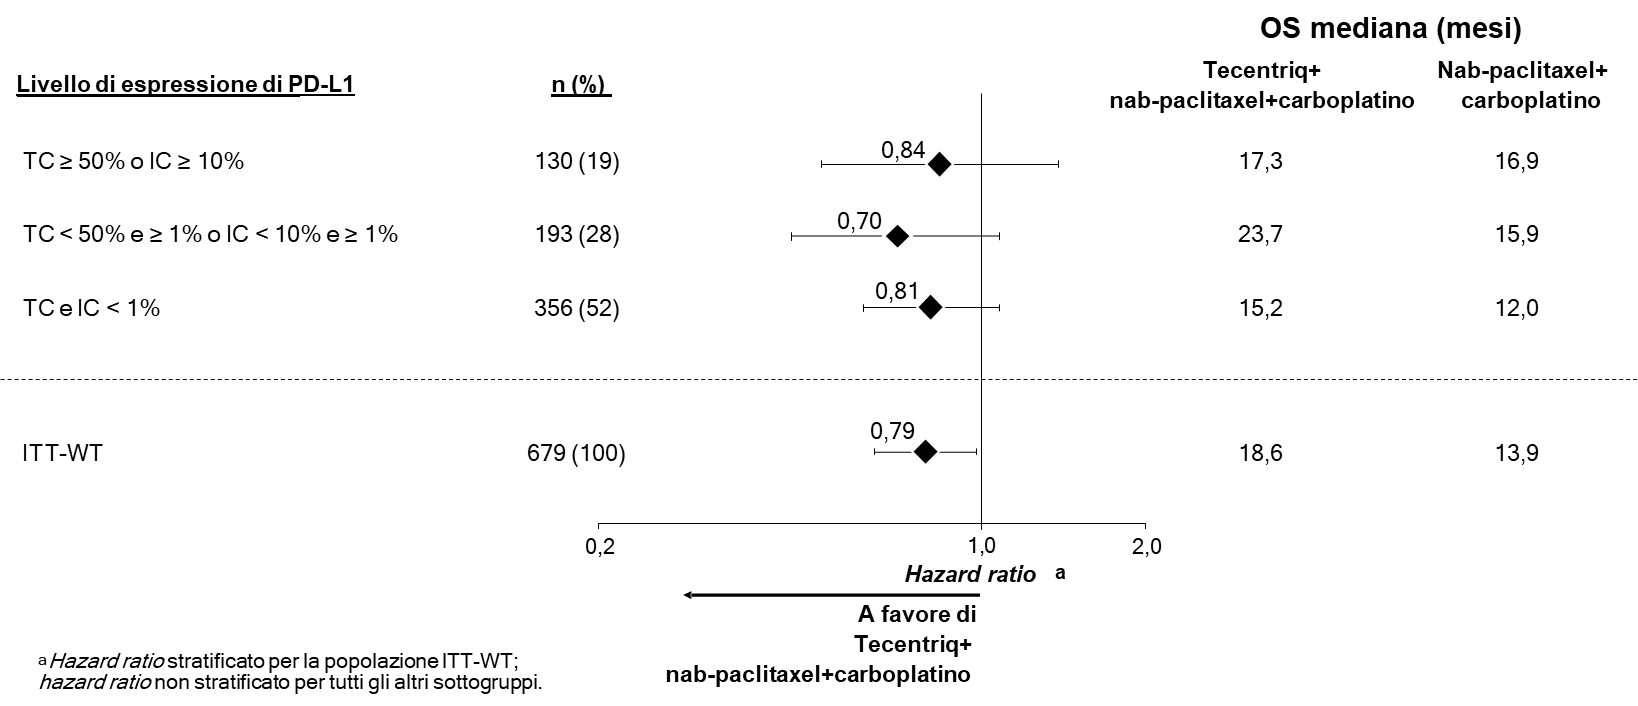 OS mediana (mesi)
Livello di espressione di PD-L1 n (%) Tecentriq+ nab-paclitaxel+carboplatino Nab-paclitaxel+ carboplatino
TC ≥ 50% o IC ≥ 10% 130 (19) 0,84 17,3 16,9
TC < 50% e ≥ 1% o IC < 10% e ≥ 1% 193 (28) 0,70 23,7 15,9
TC e IC < 1% 356 (52) 0,81 15,2 12,0
ITT-WT 679 (100) 0,79 18,6 13,9
0,2 1,0 2,0
Hazard ratio a
A favore di
Tecentriq+
nab-paclitaxel+carboplatino
a Hazard ratio stratificato per la popolazione ITT-WT;
hazard ratio non stratificato per tutti gli altri sottogruppi.